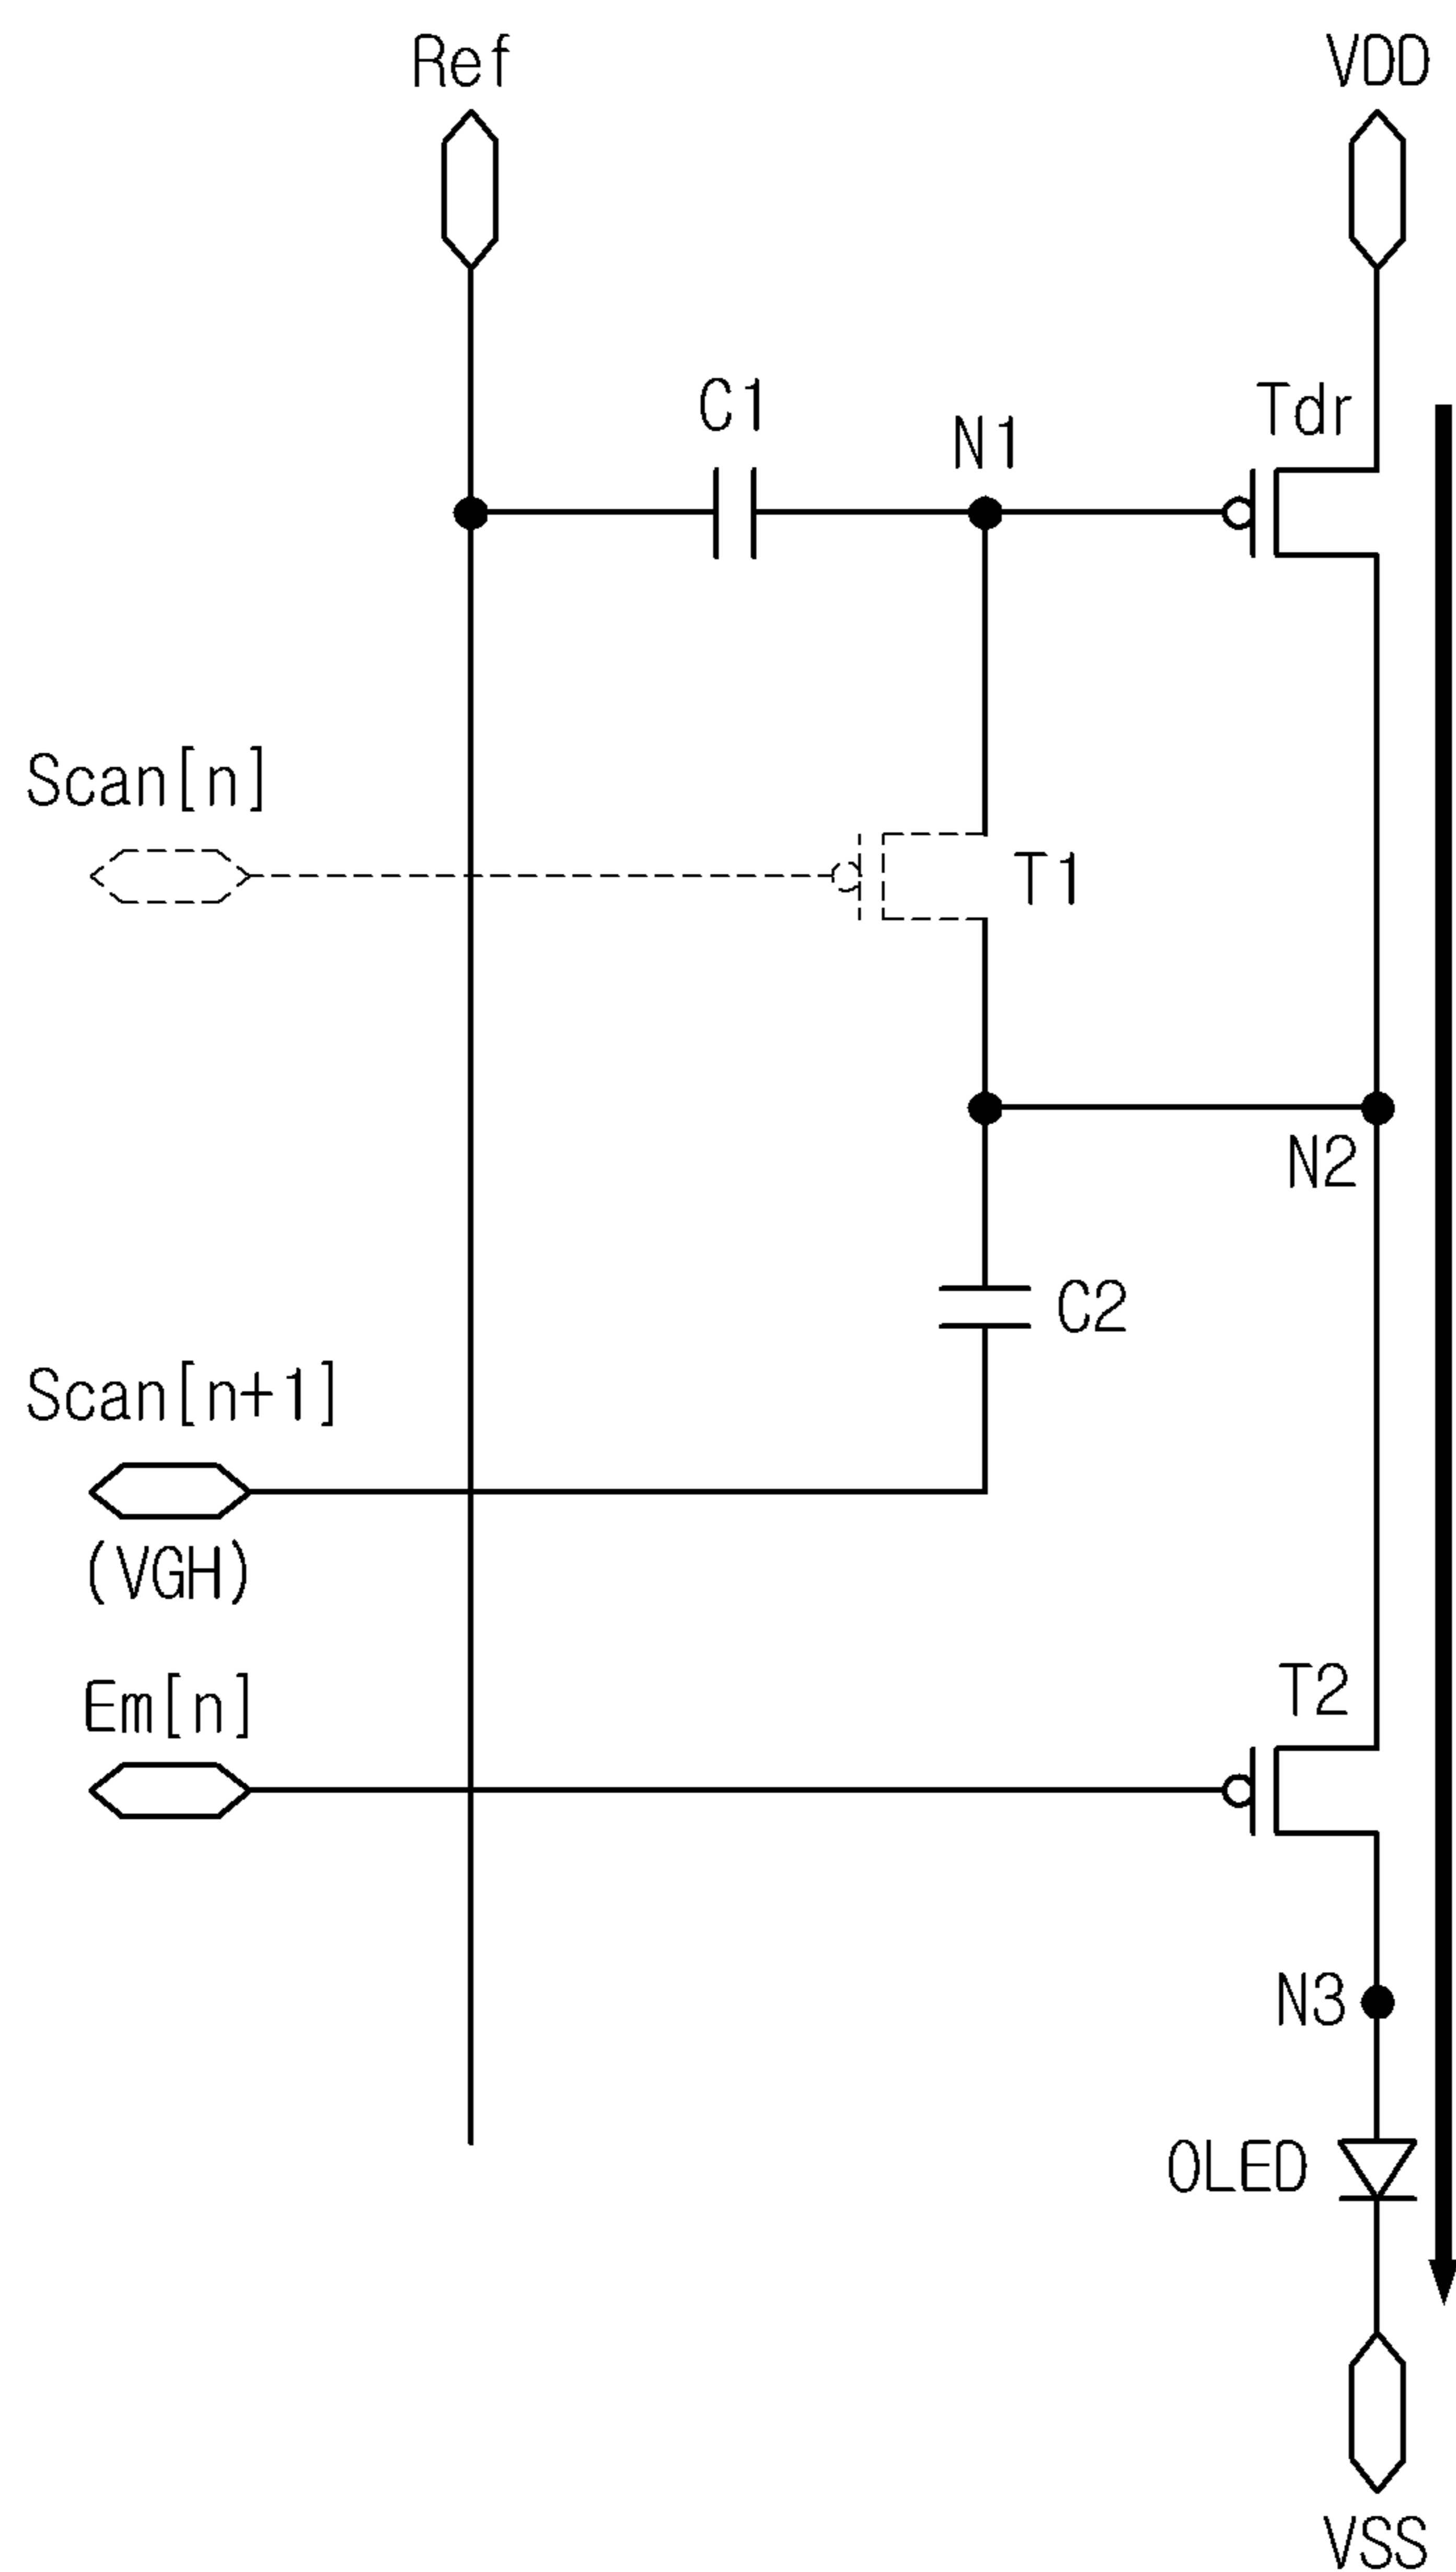 Ref
VDD
C1
N1
Tdr
Scan[n]
T1
N2
C2
Scan[n+1]
(VGH)
Em[n]
T2
N3
OLED
VSS